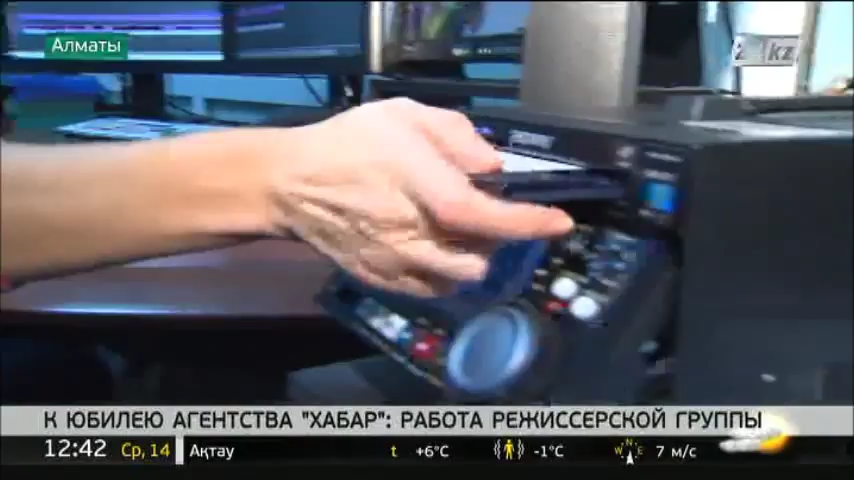 Алматы
24.kz
К ЮБИЛЕЮ АГЕНТСТВА "ХАБАР": РАБОТА РЕЖИССЕРСКОЙ ГРУППЫ
12:42 Ср, 14 Ақтау t +6°C -1°C 7 м/с
N
W E
S